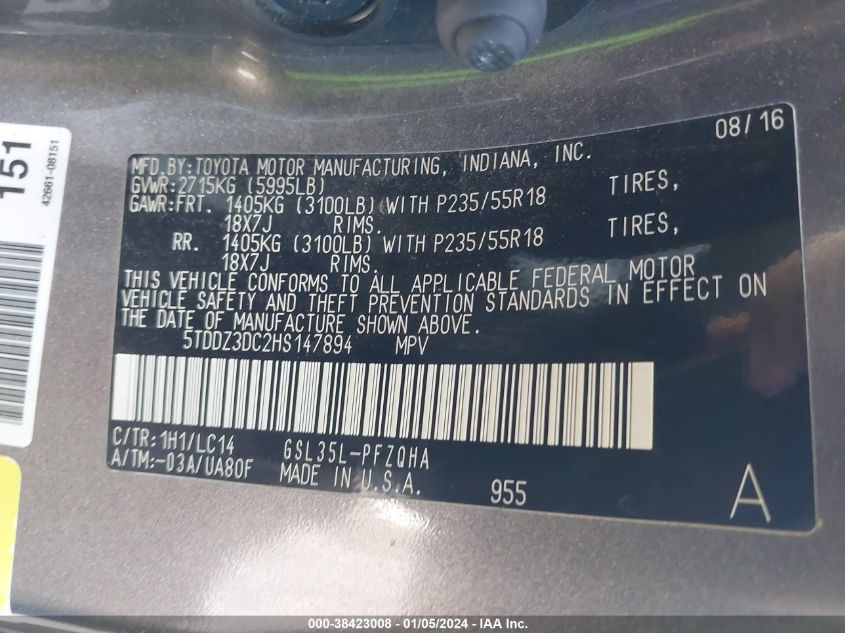 08/16
MFD.BY:TOYOTA MOTOR MANUFACTURING, INDIANA, INC.
GVWR:2715KG (5995LB)
GAWR:FRT. 1405KG (3100LB) WITH P235/55R18 TIRES,
18X7J RIMS.
RR. 1405KG (3100LB) WITH P235/55R18 TIRES,
18X7J RIMS.
THIS VEHICLE CONFORMS TO ALL APPLICABLE FEDERAL MOTOR
VEHICLE SAFETY AND THEFT PREVENTION STANDARDS IN EFFECT ON
THE DATE OF MANUFACTURE SHOWN ABOVE.
5TDDZ3DC2HS147894 MPV
C/TR:1H1/LC14 GSL35L-PFZQHA
A/TM:-03A/UA80F MADE IN U.S.A. 955 A
151
42661-08151
000-38423008 - 01/05/2024 - IAA Inc.